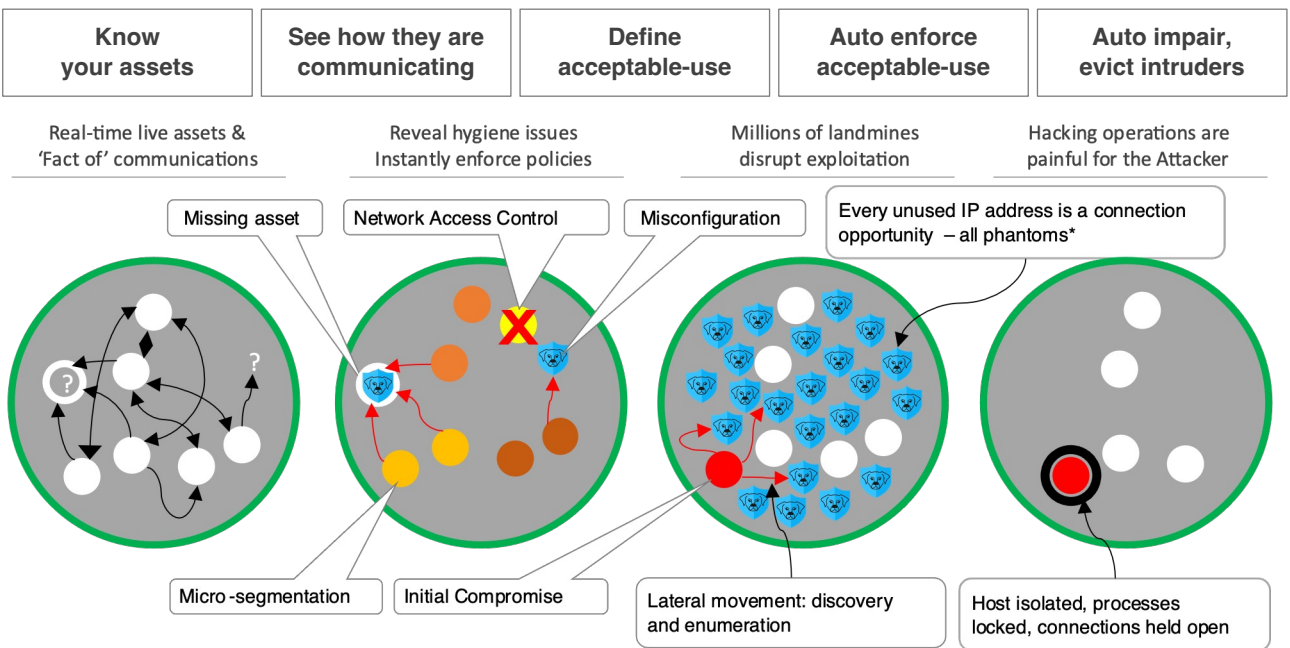 Know
your assets
See how they are
communicating
Define
acceptable-use
Auto enforce
acceptable-use
Auto impair,
evict intruders
Real-time live assets &
'Fact of' communications
Reveal hygiene issues
Instantly enforce policies
Millions of landmines
disrupt exploitation
Hacking operations are
painful for the Attacker
Missing asset
Network Access Control
Misconfiguration
Every unused IP address is a connection
opportunity – all phantoms*
?
?
X
Micro-segmentation
Initial Compromise
Lateral movement: discovery
and enumeration
Host isolated, processes
locked, connections held open